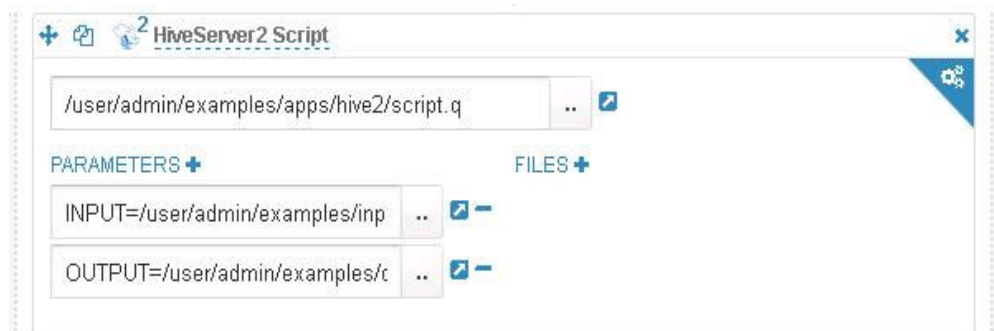 2 HiveServer2 Script
/user/admin/examples/apps/hive2/script.q ..
PARAMETERS FILES
INPUT=/user/admin/examples/inp ..
OUTPUT=/user/admin/examples/ ..